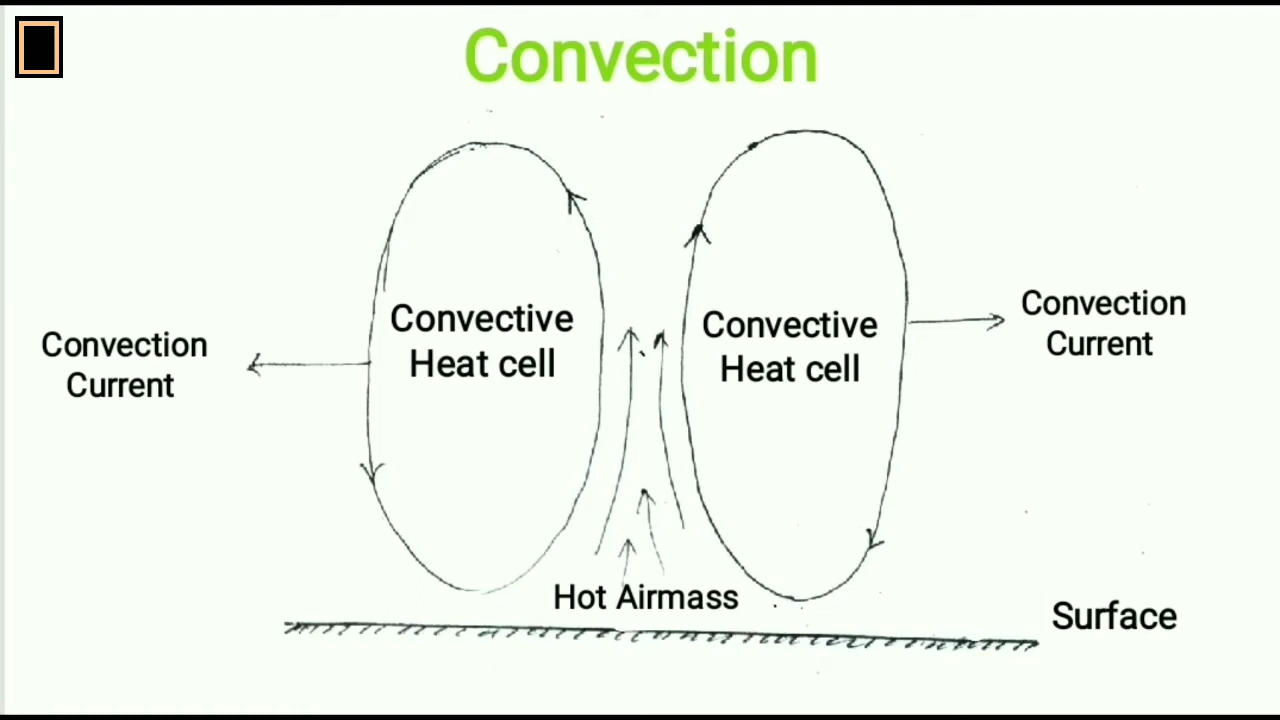 Convection
Convective
Heat cell
Convective
Heat cell
Convection
Current
Convection
Current
Hot Airmass
Surface